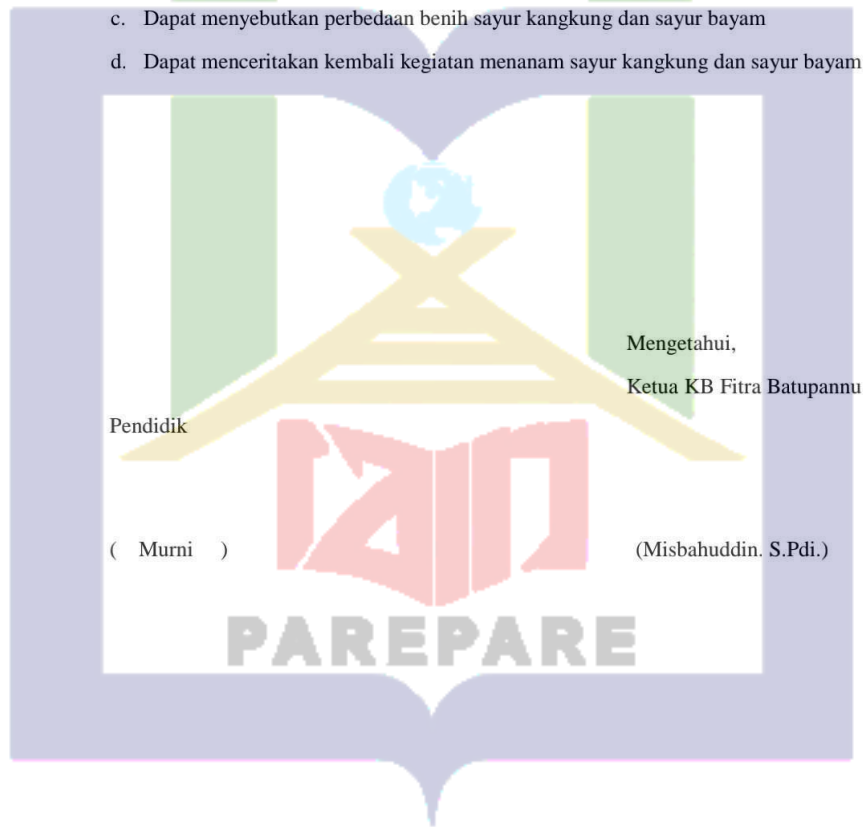 c. Dapat menyebutkan perbedaan benih sayur kangkung dan sayur bayam
d. Dapat menceritakan kembali kegiatan menanam sayur kangkung dan sayur bayam
Mengetahui,
Ketua KB Fitra Batupannu
Pendidik
( Murni ) (Misbahuddin. S.Pdi.)
iain
PAREPARE